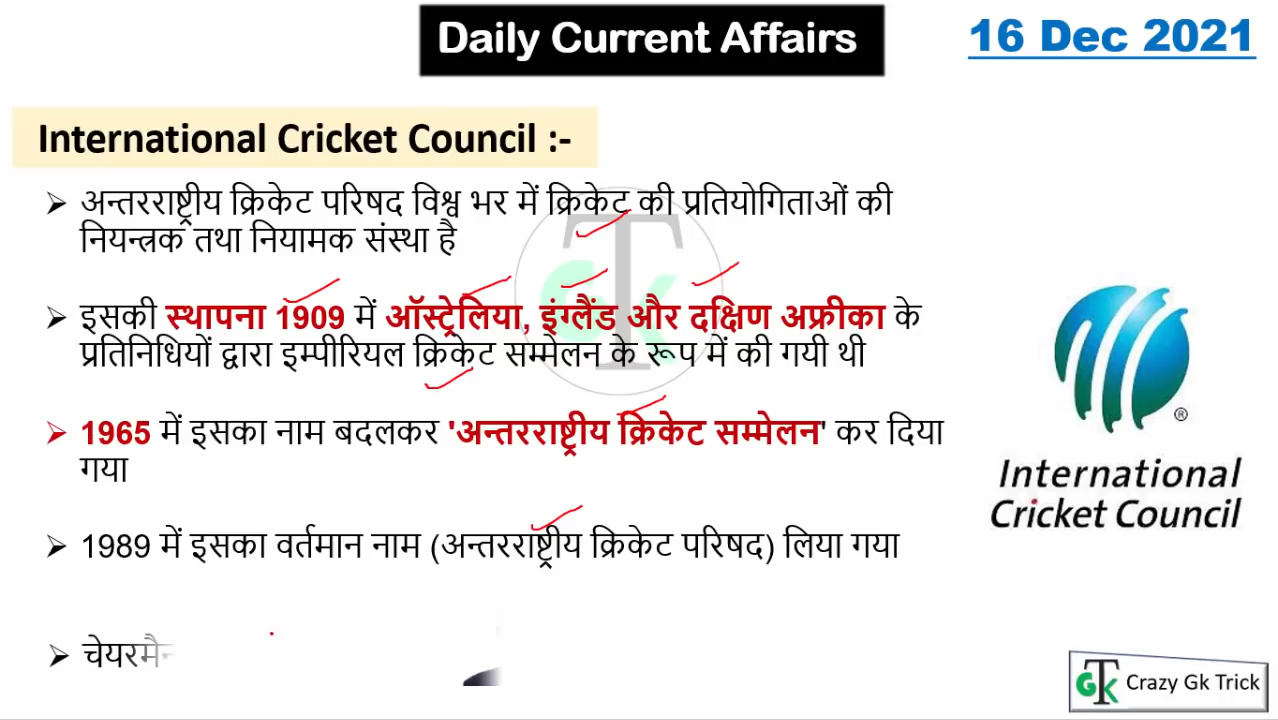 Daily Current Affairs
16 Dec 2021
International Cricket Council :-
अन्तरराष्ट्रीय क्रिकेट परिषद विश्व भर में क्रिकेट की प्रतियोगिताओं की
नियन्त्रक तथा नियामक संस्था है
इसकी स्थापना 1909 में ऑस्ट्रेलिया, इंग्लैंड और दक्षिण अफ्रीका के
प्रतिनिधियों द्वारा इम्पीरियल क्रिकेट सम्मेलन के रूप में की गयी थी
1965 में इसका नाम बदलकर 'अन्तरराष्ट्रीय क्रिकेट सम्मेलन' कर दिया
गया
1989 में इसका वर्तमान नाम (अन्तरराष्ट्रीय क्रिकेट परिषद) लिया गया
®
International
Cricket Council
GTK
GTK Crazy Gk Trick